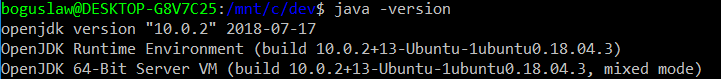 boguslaw@DESKTOP-G8V7C25:/mnt/c/dev$ java -version
openjdk version "10.0.2" 2018-07-17
OpenJDK Runtime Environment (build 10.0.2+13-Ubuntu-1ubuntu0.18.04.3)
OpenJDK 64-Bit Server VM (build 10.0.2+13-Ubuntu-1ubuntu0.18.04.3, mixed mode)